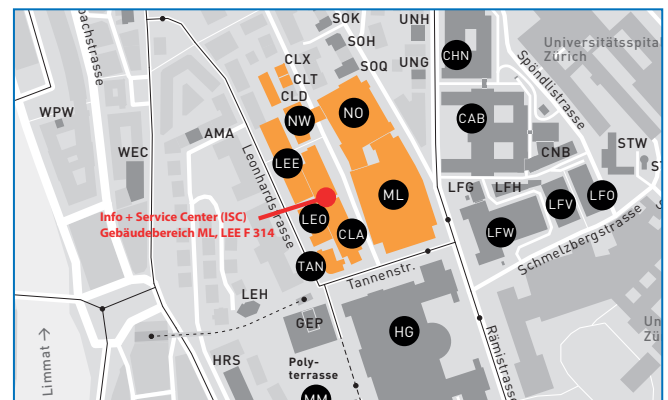 SOK
UNH
SOH
CLX
SOQ
UNG
CHN
Universitätsspital
Zürich
bachstrasse
CLT
CLD
Spöndlistrasse
WPW
NW
NO
CAB
AMA
WEC
CNB
STW
LEE
Leonhardstrasse
LFG
LFH
ML
LFV
LFO
Info + Service Center (ISC)
LEO
Gebäudebereich ML, LEE F 314
CLA
LFW
Schmelzbergstrasse
TAN
Tannenstr.
LEH
GEP
HG
Rämistrasse
Limmat →
HRS
Poly-
terrasse
MM